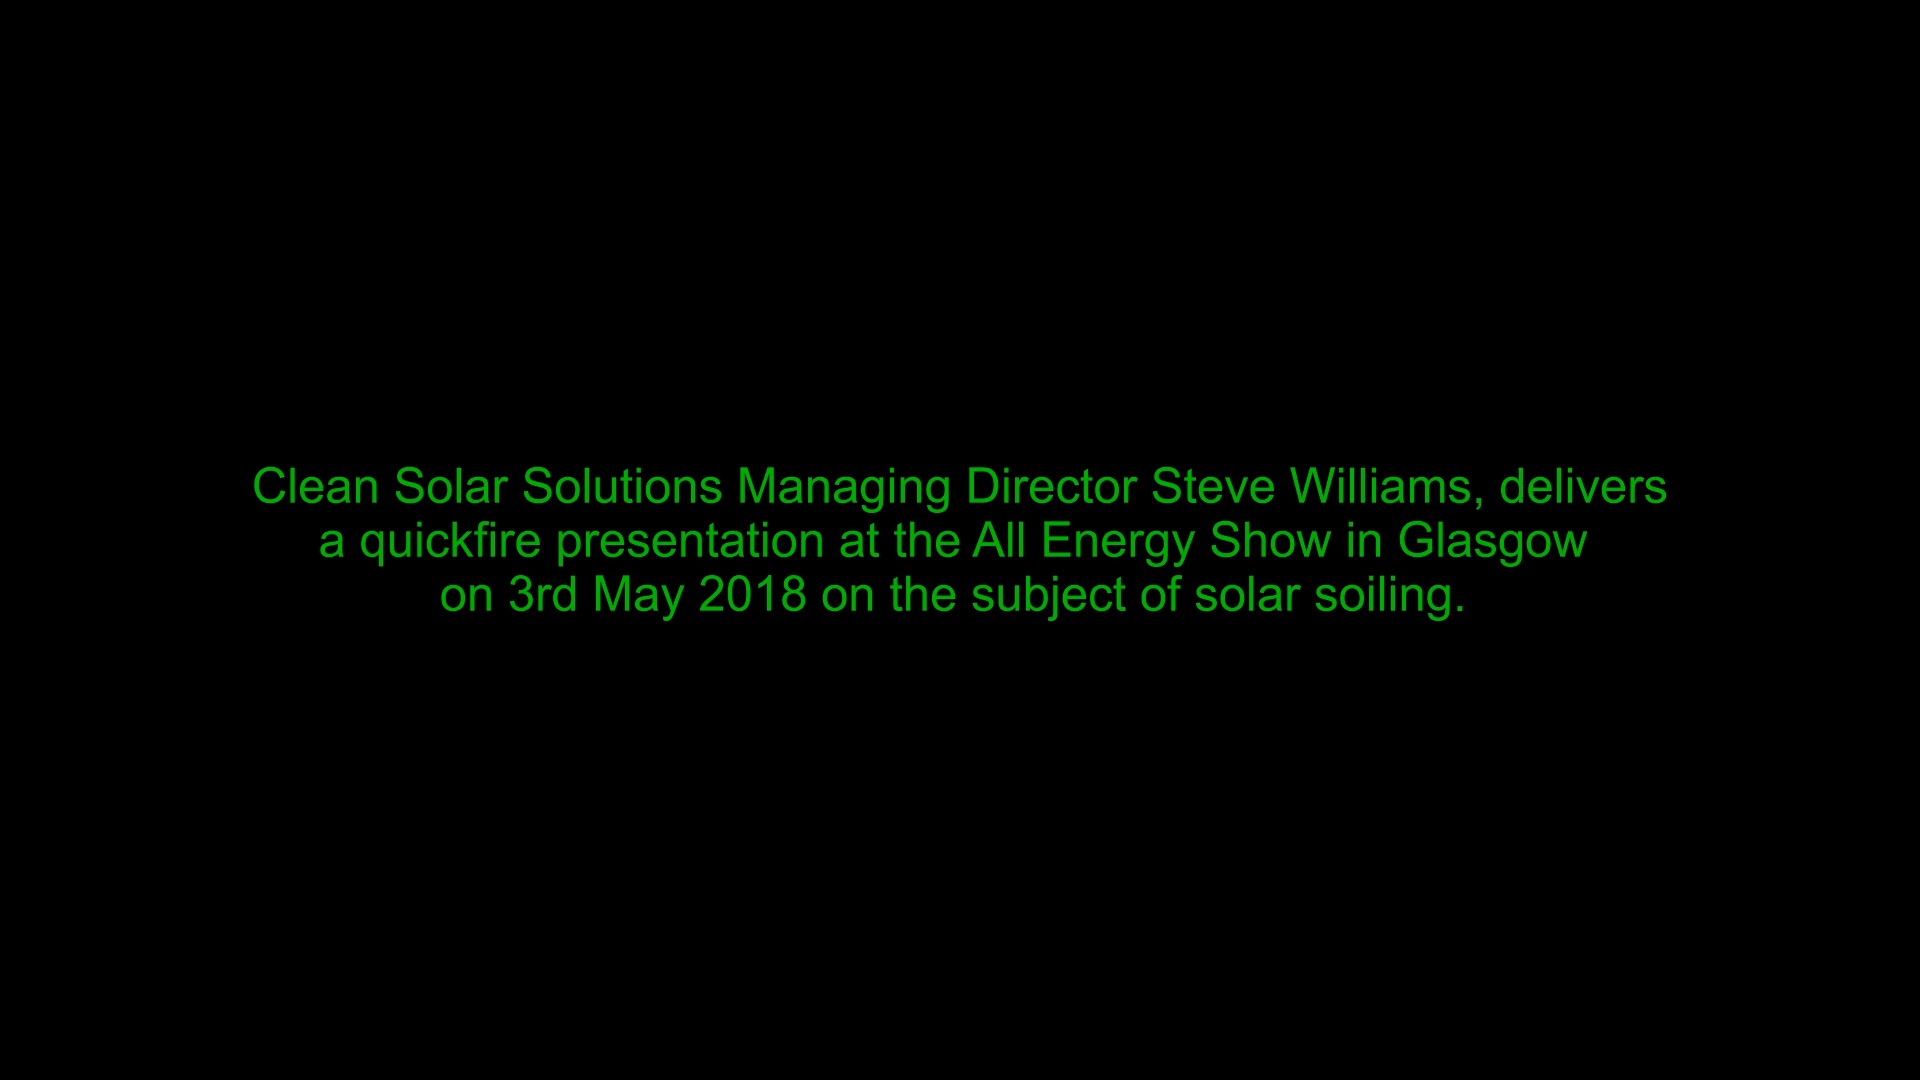 Clean Solar Solutions Managing Director Steve Williams, delivers
a quickfire presentation at the All Energy Show in Glasgow
on 3rd May 2018 on the subject of solar soiling.